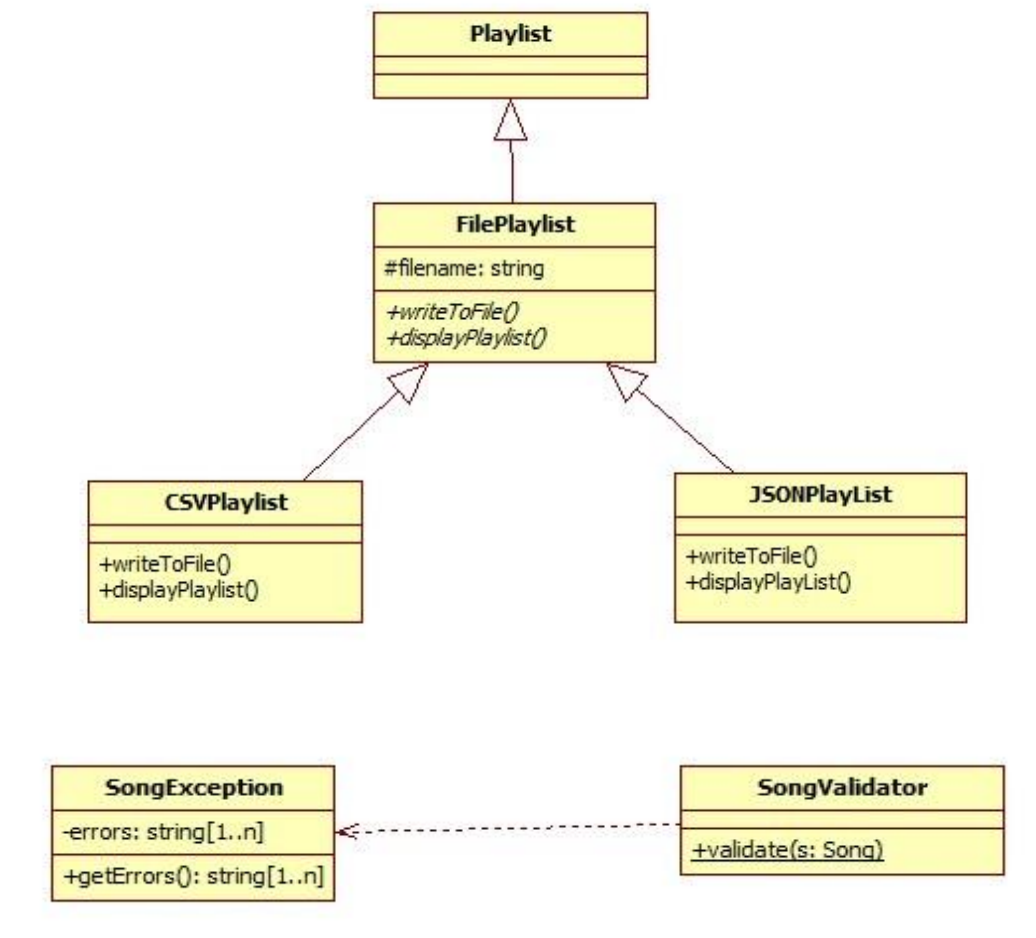 Playlist
FilePlaylist
#filename: string
+writeToFile()
+displayPlaylist()
CSVPlaylist
+writeToFile()
+displayPlaylist()
JSONPlayList
+writeToFile()
+displayPlayList()
SongException
-errors: string[1..n]
+getErrors(): string[1..n]
SongValidator
+validate(s: Song)